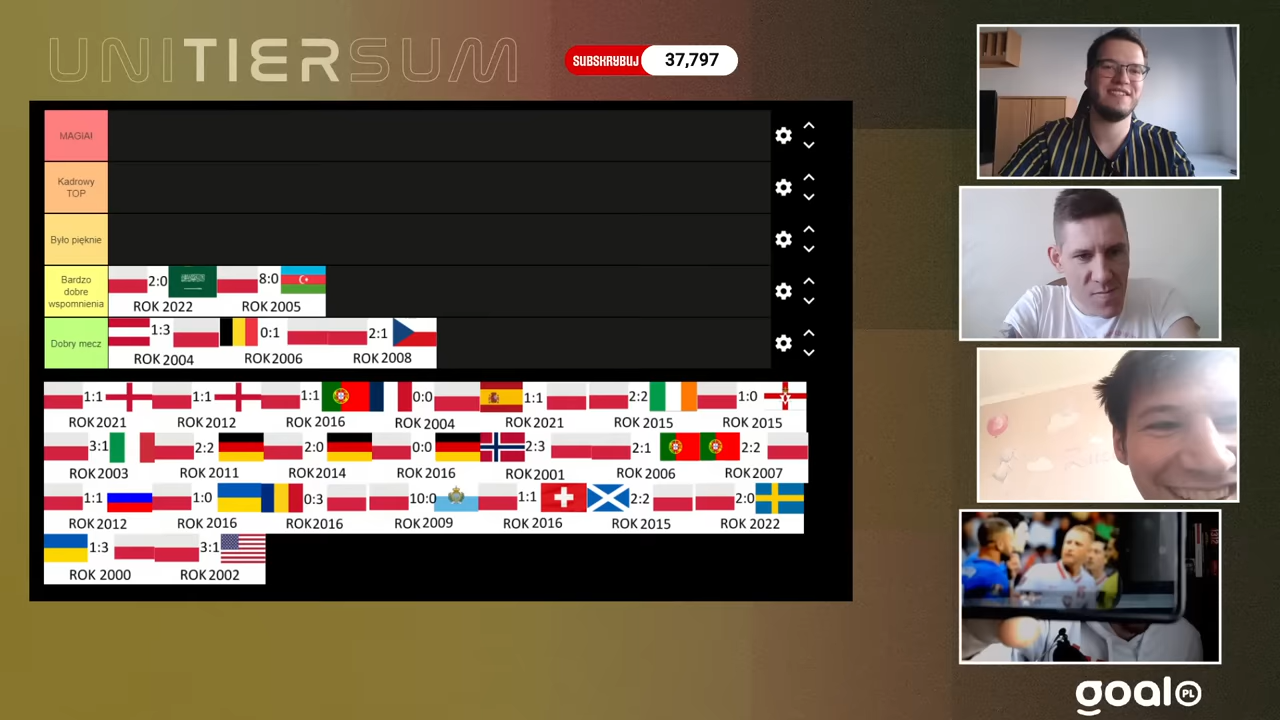 UNITIERSUM
SUBSKRYBUJ 37,797
MAGIA!
Kadrowy
TOP
Było pięknie
Bardzo
dobre
wspomnienia
2:0 8:0
ROK 2022 ROK 2005
Dobry mecz
1:3 0:1 2:1
ROK 2004 ROK 2006 ROK 2008
1:1 1:1 1:1 0:0 1:1 2:2 1:0
ROK 2021 ROK 2012 ROK 2016 ROK 2004 ROK 2021 ROK 2015 ROK 2015
3:1 2:2 2:0 0:0 2:3 2:1 2:2
ROK 2003 ROK 2011 ROK 2014 ROK 2016 ROK 2001 ROK 2006 ROK 2007
1:1 1:0 0:3 10:0 1:1 2:2 2:0
ROK 2012 ROK 2016 ROK 2016 ROK 2009 ROK 2016 ROK 2015 ROK 2022
1:3 3:1
ROK 2000 ROK 2002
goal PL